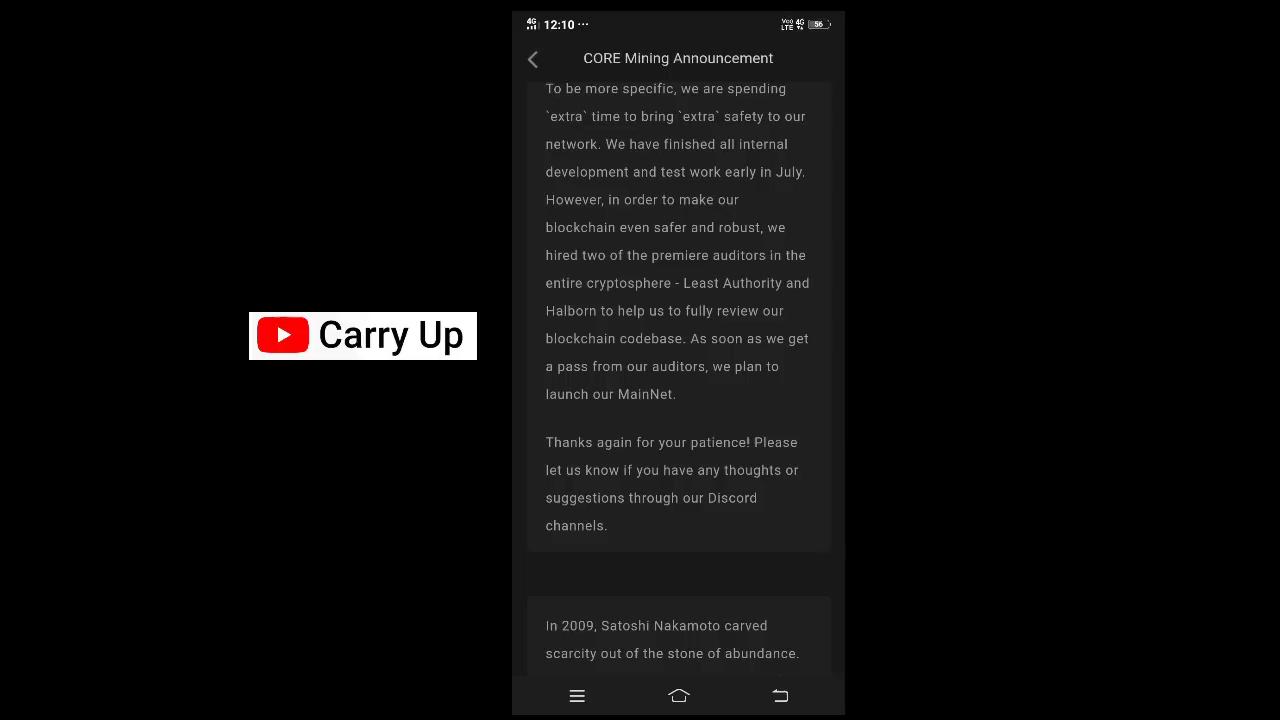 4G 12:10 ···
Vo) 4G
LTE 56
CORE Mining Announcement
To be more specific, we are spending
`extra` time to bring `extra` safety to our
network. We have finished all internal
development and test work early in July.
However, in order to make our
blockchain even safer and robust, we
hired two of the premiere auditors in the
entire cryptosphere - Least Authority and
Halborn to help us to fully review our
blockchain codebase. As soon as we get
a pass from our auditors, we plan to
launch our MainNet.
Thanks again for your patience! Please
let us know if you have any thoughts or
suggestions through our Discord
channels.
In 2009, Satoshi Nakamoto carved
scarcity out of the stone of abundance.
Carry Up